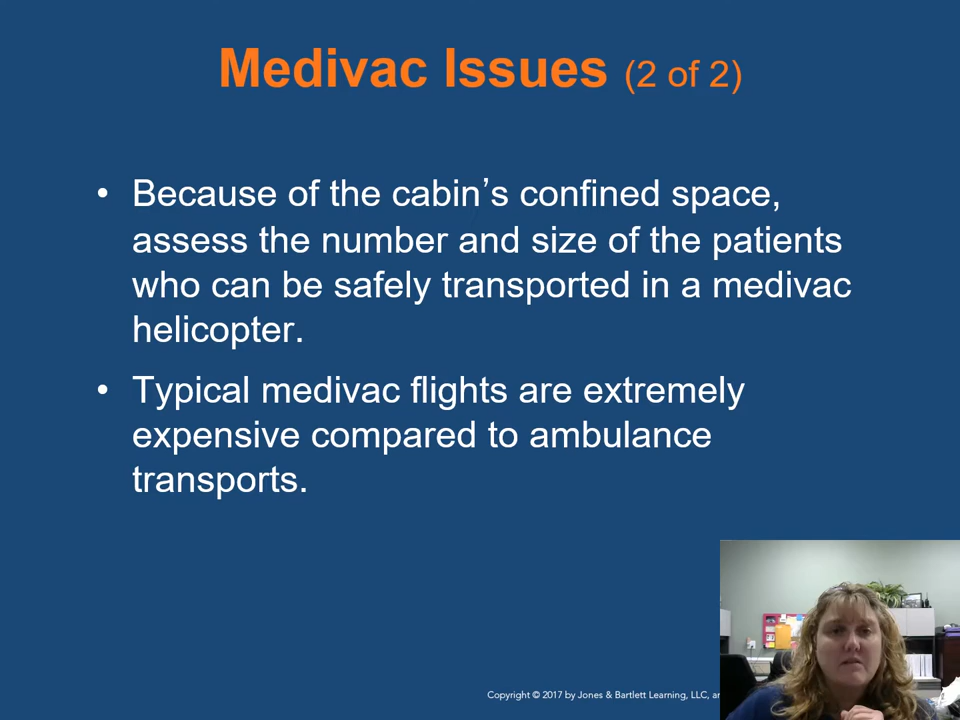 Medivac Issues (2 of 2)
• Because of the cabin’s confined space,
assess the number and size of the patients
who can be safely transported in a medivac
helicopter.
• Typical medivac flights are extremely
expensive compared to ambulance
transports.
Copyright © 2017 by Jones & Bartlett Learning, LLC, an